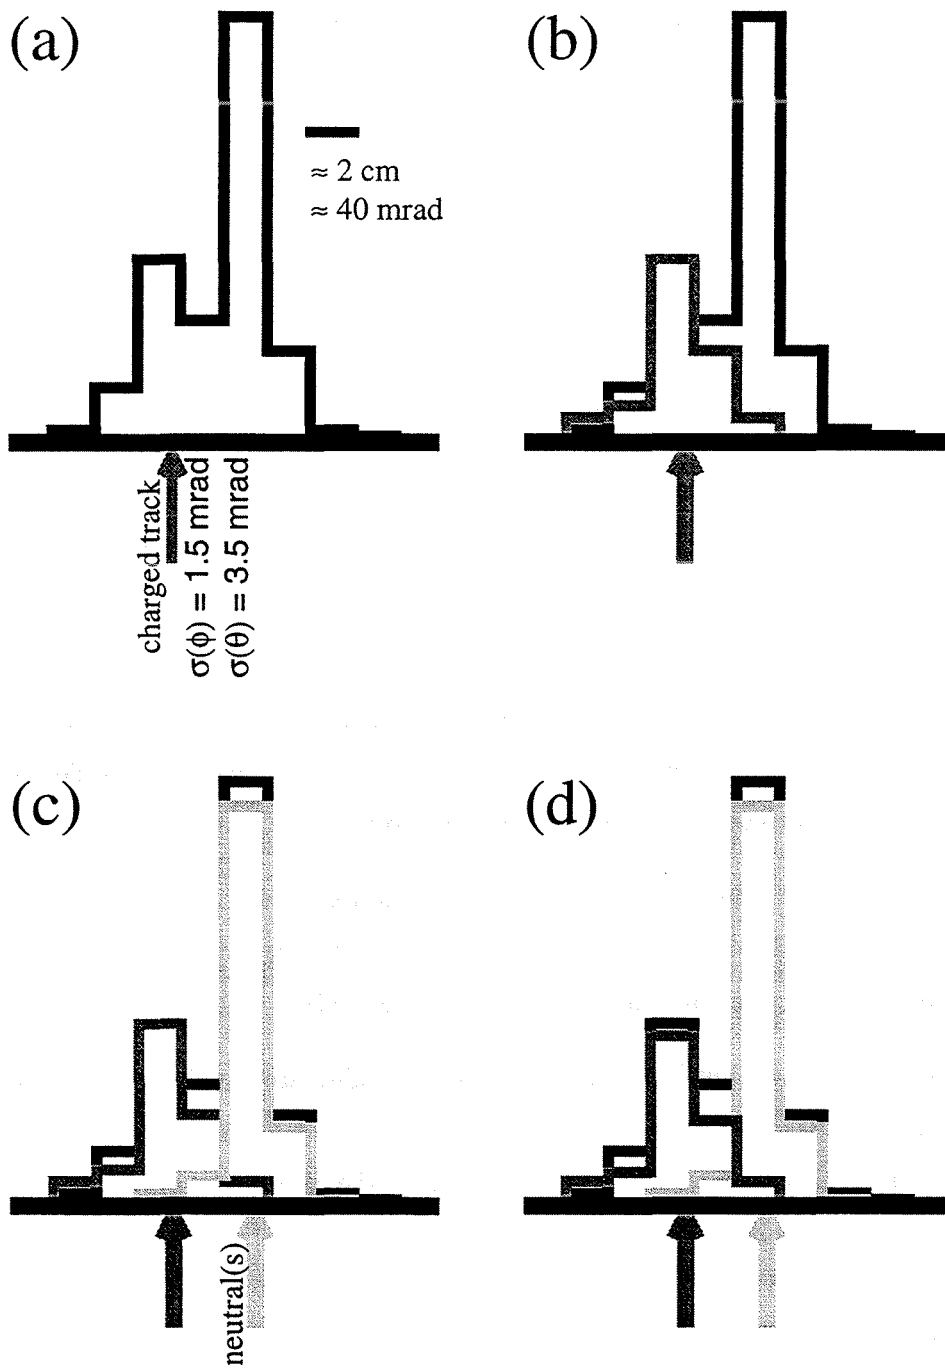 (a)
≈ 2 cm
≈ 40 mrad
charged track
σ(φ) = 1.5 mrad
σ(θ) = 3.5 mrad
(b)
(c)
neutral(s)
(d)